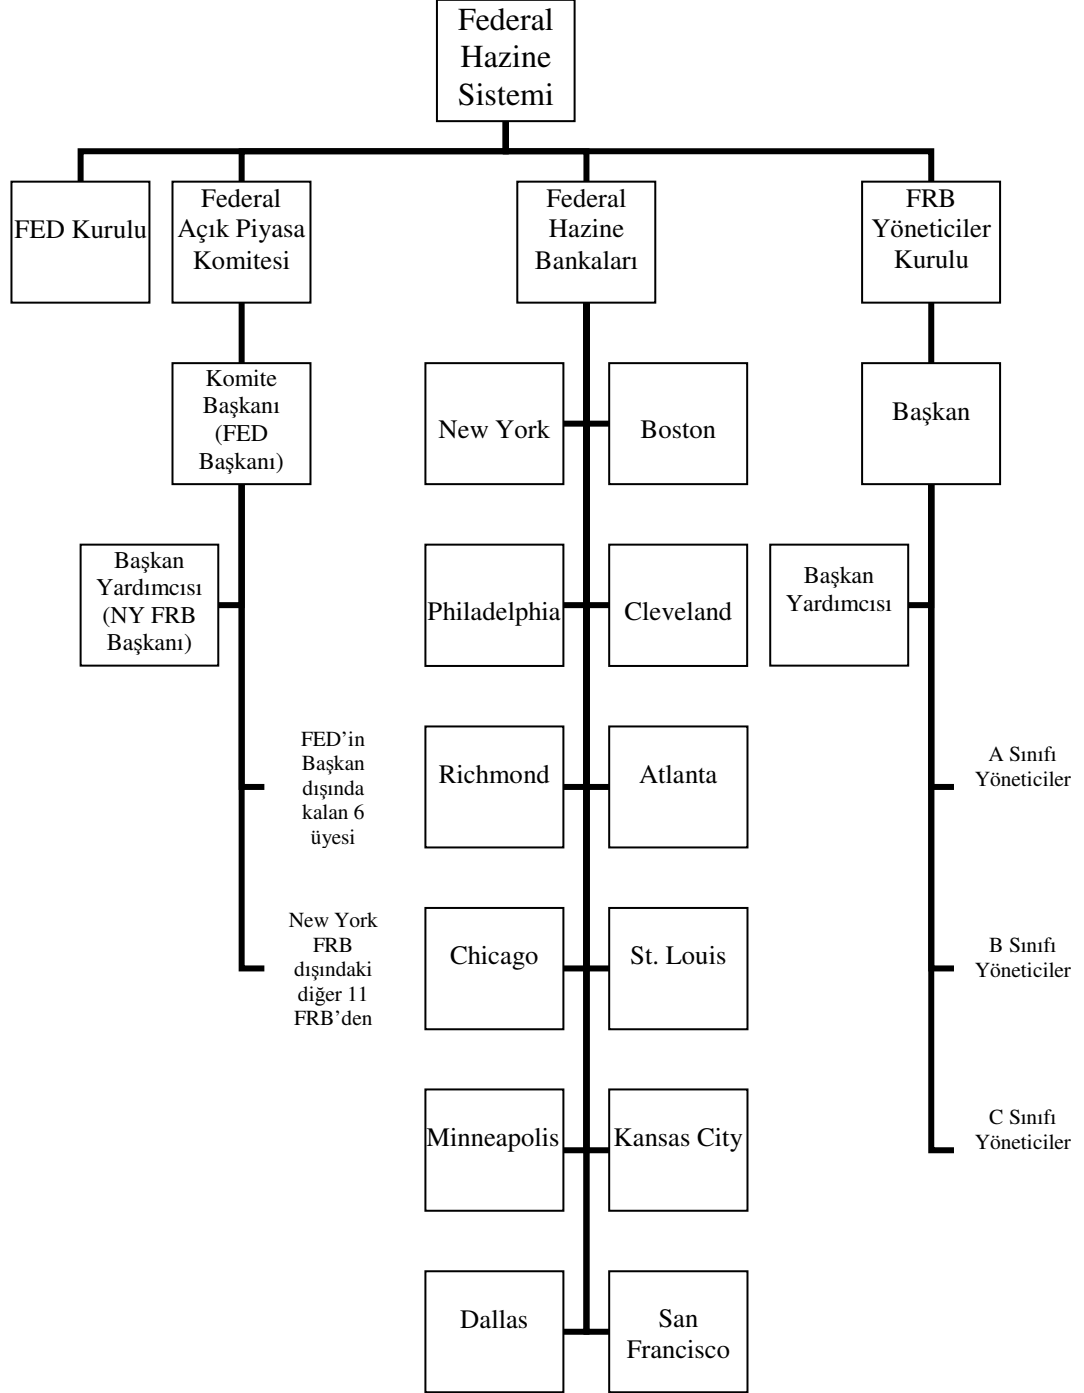 Federal
Hazine
Sistemi
FED Kurulu
Federal
Açık Piyasa
Komitesi
Federal
Hazine
Bankaları
FRB
Yöneticiler
Kurulu
Komite
Başkanı
(FED
Başkanı)
Başkan
Yardımcısı
(NY FRB
Başkanı)
FED’in
Başkan
dışında
kalan 6
üyesi
New York
FRB
dışındaki
diğer 11
FRB’den
New York
Boston
Philadelphia
Cleveland
Richmond
Atlanta
Chicago
St. Louis
Minneapolis
Kansas City
Dallas
San
Francisco
Başkan
Başkan
Yardımcısı
A Sınıfı
Yöneticiler
B Sınıfı
Yöneticiler
C Sınıfı
Yöneticiler